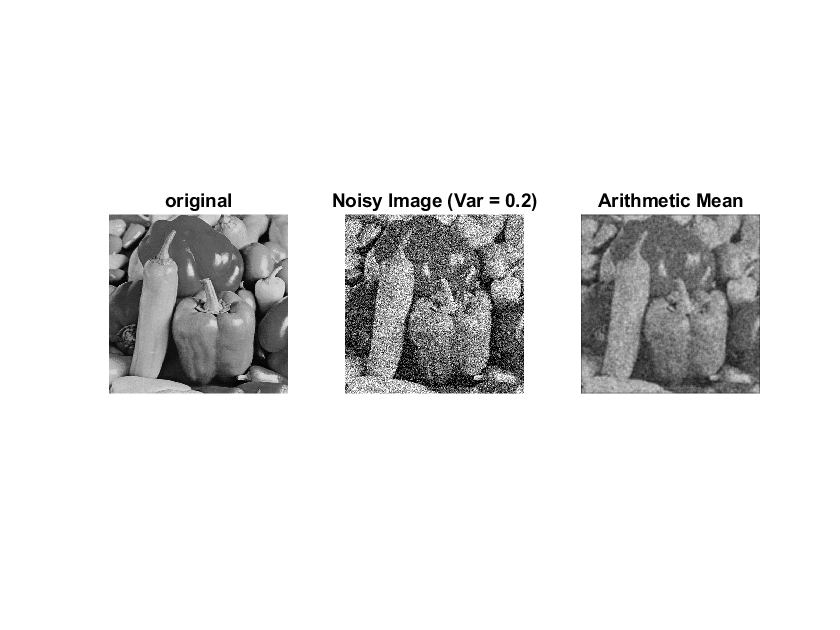 original
Noisy Image (Var = 0.2)
Arithmetic Mean